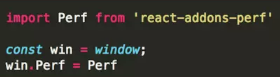 import Perf from 'react-addons-perf'
const win = window;
win.Perf = Perf